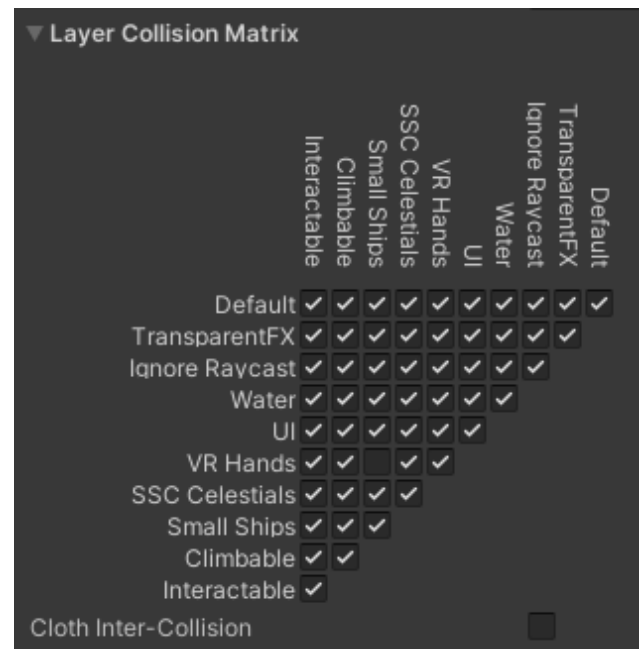 Layer Collision Matrix
Interactable
Climbable
Small Ships
SSC Celestials
VR Hands
UI
Water
Ignore Raycast
TransparentFX
Default
Default
TransparentFX
Ignore Raycast
Water
UI
VR Hands
SSC Celestials
Small Ships
Climbable
Interactable
Cloth Inter-Collision